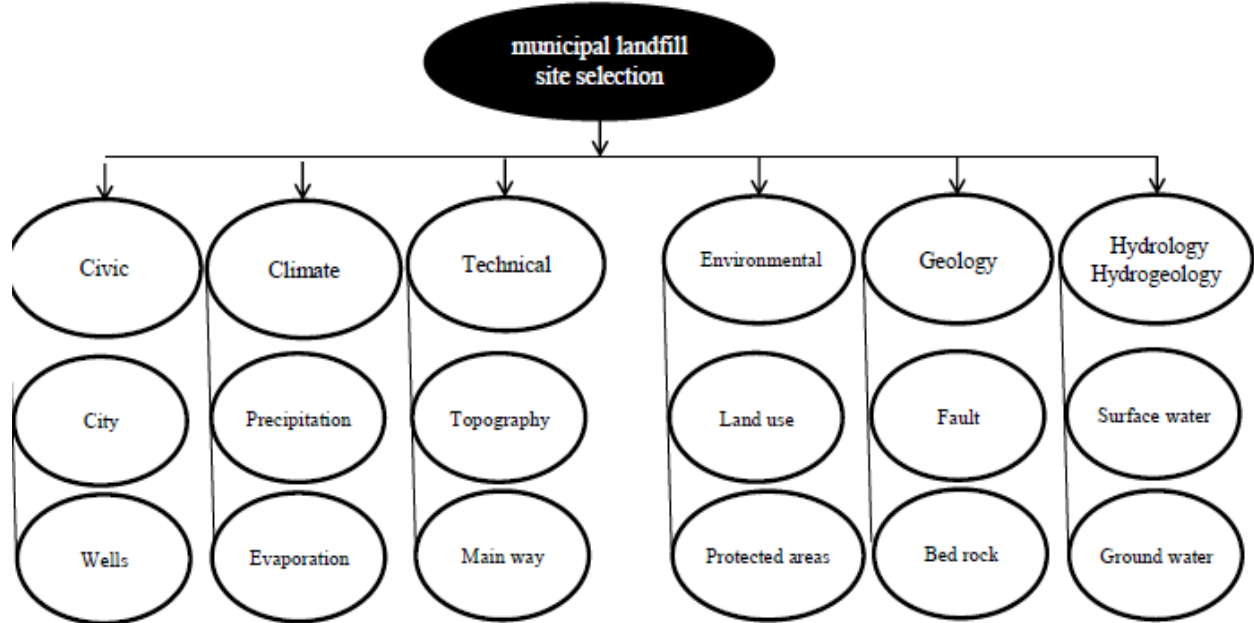 municipal landfill
site selection
Civic
Climate
Technical
Environmental
Geology
Hydrology
Hydrogeology
City
Precipitation
Topography
Land use
Fault
Surface water
Wells
Evaporation
Main way
Protected areas
Bed rock
Ground water